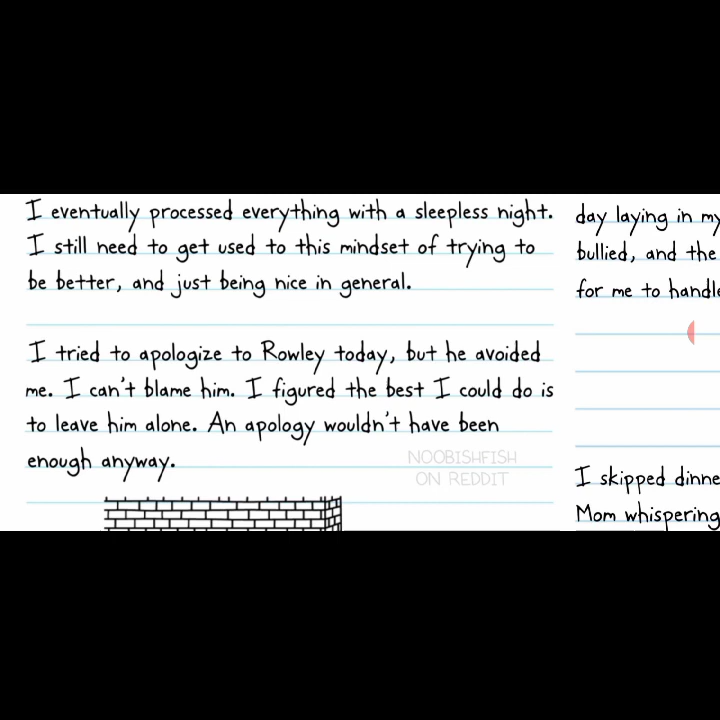 I eventually processed everything with a sleepless night.
I still need to get used to this mindset of trying to
be better, and just being nice in general.
I tried to apologize to Rowley today, but he avoided
me. I can't blame him. I figured the best I could do is
to leave him alone. An apology wouldn't have been
enough anyway.
NOOBISHFISH
ON REDDIT
day laying in my
bullied, and the
for me to handle
I skipped dinne
Mom whispering